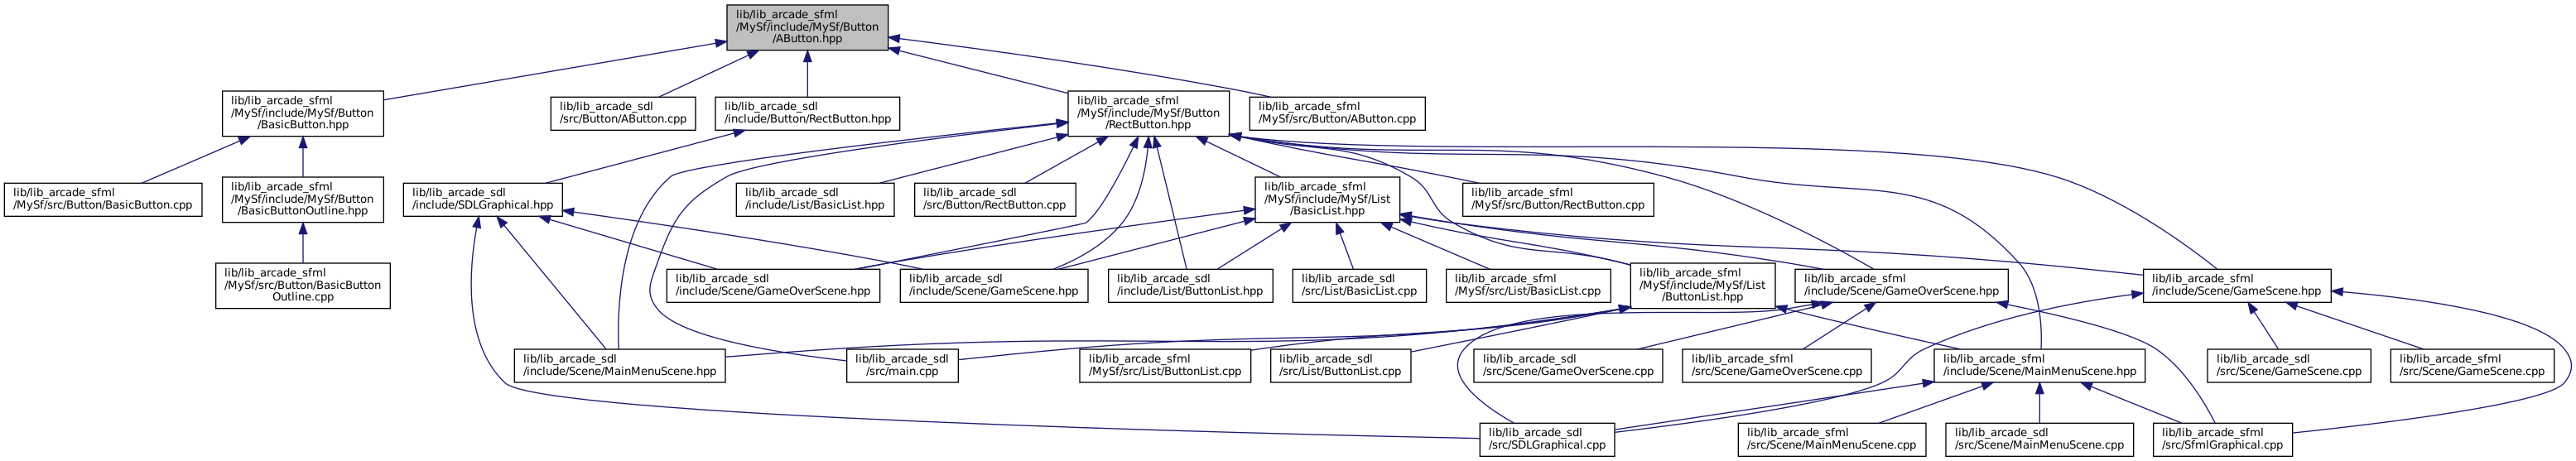 lib/lib_arcade_sfml
/MySf/include/MySf/Button
/AButton.hpp
lib/lib_arcade_sfml
/MySf/include/MySf/Button
/BasicButton.hpp
lib/lib_arcade_sdl
/src/Button/AButton.cpp
lib/lib_arcade_sdl
/include/Button/RectButton.hpp
lib/lib_arcade_sfml
/MySf/include/MySf/Button
/RectButton.hpp
lib/lib_arcade_sfml
/MySf/src/Button/AButton.cpp
lib/lib_arcade_sfml
/MySf/src/Button/BasicButton.cpp
lib/lib_arcade_sfml
/MySf/include/MySf/Button
/BasicButtonOutline.hpp
lib/lib_arcade_sdl
/include/SDLGraphical.hpp
lib/lib_arcade_sdl
/include/List/BasicList.hpp
lib/lib_arcade_sdl
/src/Button/RectButton.cpp
lib/lib_arcade_sfml
/MySf/include/MySf/List
/BasicList.hpp
lib/lib_arcade_sfml
/MySf/src/Button/RectButton.cpp
lib/lib_arcade_sfml
/MySf/src/Button/BasicButton
Outline.cpp
lib/lib_arcade_sdl
/include/Scene/GameOverScene.hpp
lib/lib_arcade_sdl
/include/Scene/GameScene.hpp
lib/lib_arcade_sdl
/include/List/ButtonList.hpp
lib/lib_arcade_sdl
/src/List/BasicList.cpp
lib/lib_arcade_sfml
/MySf/src/List/BasicList.cpp
lib/lib_arcade_sfml
/MySf/include/MySf/List
/ButtonList.hpp
lib/lib_arcade_sfml
/include/Scene/GameOverScene.hpp
lib/lib_arcade_sfml
/include/Scene/GameScene.hpp
lib/lib_arcade_sdl
/include/Scene/MainMenuScene.hpp
lib/lib_arcade_sdl
/src/main.cpp
lib/lib_arcade_sfml
/MySf/src/List/ButtonList.cpp
lib/lib_arcade_sdl
/src/List/ButtonList.cpp
lib/lib_arcade_sdl
/src/Scene/GameOverScene.cpp
lib/lib_arcade_sfml
/src/Scene/GameOverScene.cpp
lib/lib_arcade_sfml
/include/Scene/MainMenuScene.hpp
lib/lib_arcade_sdl
/src/Scene/GameScene.cpp
lib/lib_arcade_sfml
/src/Scene/GameScene.cpp
lib/lib_arcade_sdl
/src/SDLGraphical.cpp
lib/lib_arcade_sfml
/src/Scene/MainMenuScene.cpp
lib/lib_arcade_sdl
/src/Scene/MainMenuScene.cpp
lib/lib_arcade_sfml
/src/SfmlGraphical.cpp